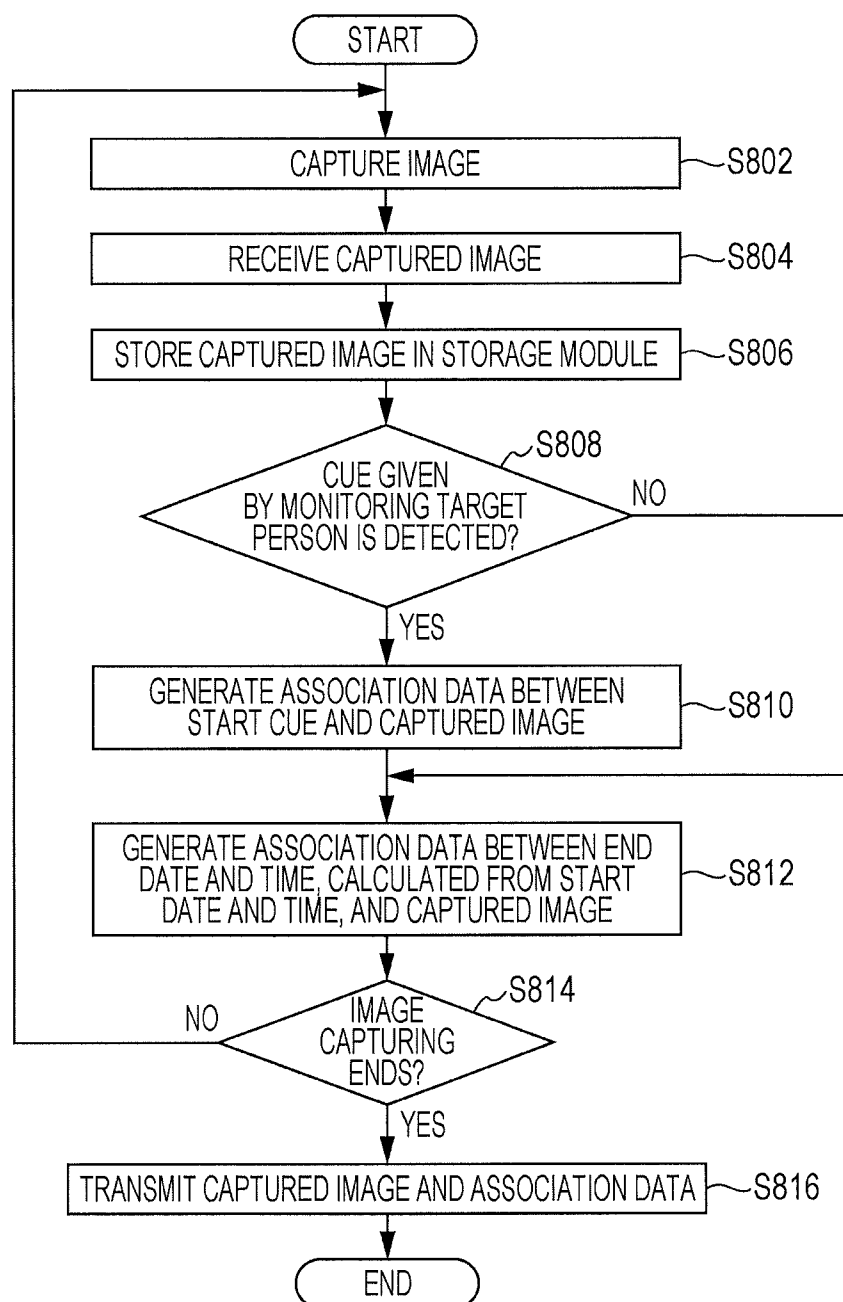 START
CAPTURE IMAGE
S802
RECEIVE CAPTURED IMAGE
S804
STORE CAPTURED IMAGE IN STORAGE MODULE
S806
S808
CUE GIVEN
BY MONITORING TARGET
PERSON IS DETECTED?
NO
YES
GENERATE ASSOCIATION DATA BETWEEN
START CUE AND CAPTURED IMAGE
S810
GENERATE ASSOCIATION DATA BETWEEN END
DATE AND TIME, CALCULATED FROM START
DATE AND TIME, AND CAPTURED IMAGE
S812
S814
IMAGE
CAPTURING
ENDS?
NO
YES
TRANSMIT CAPTURED IMAGE AND ASSOCIATION DATA
S816
END